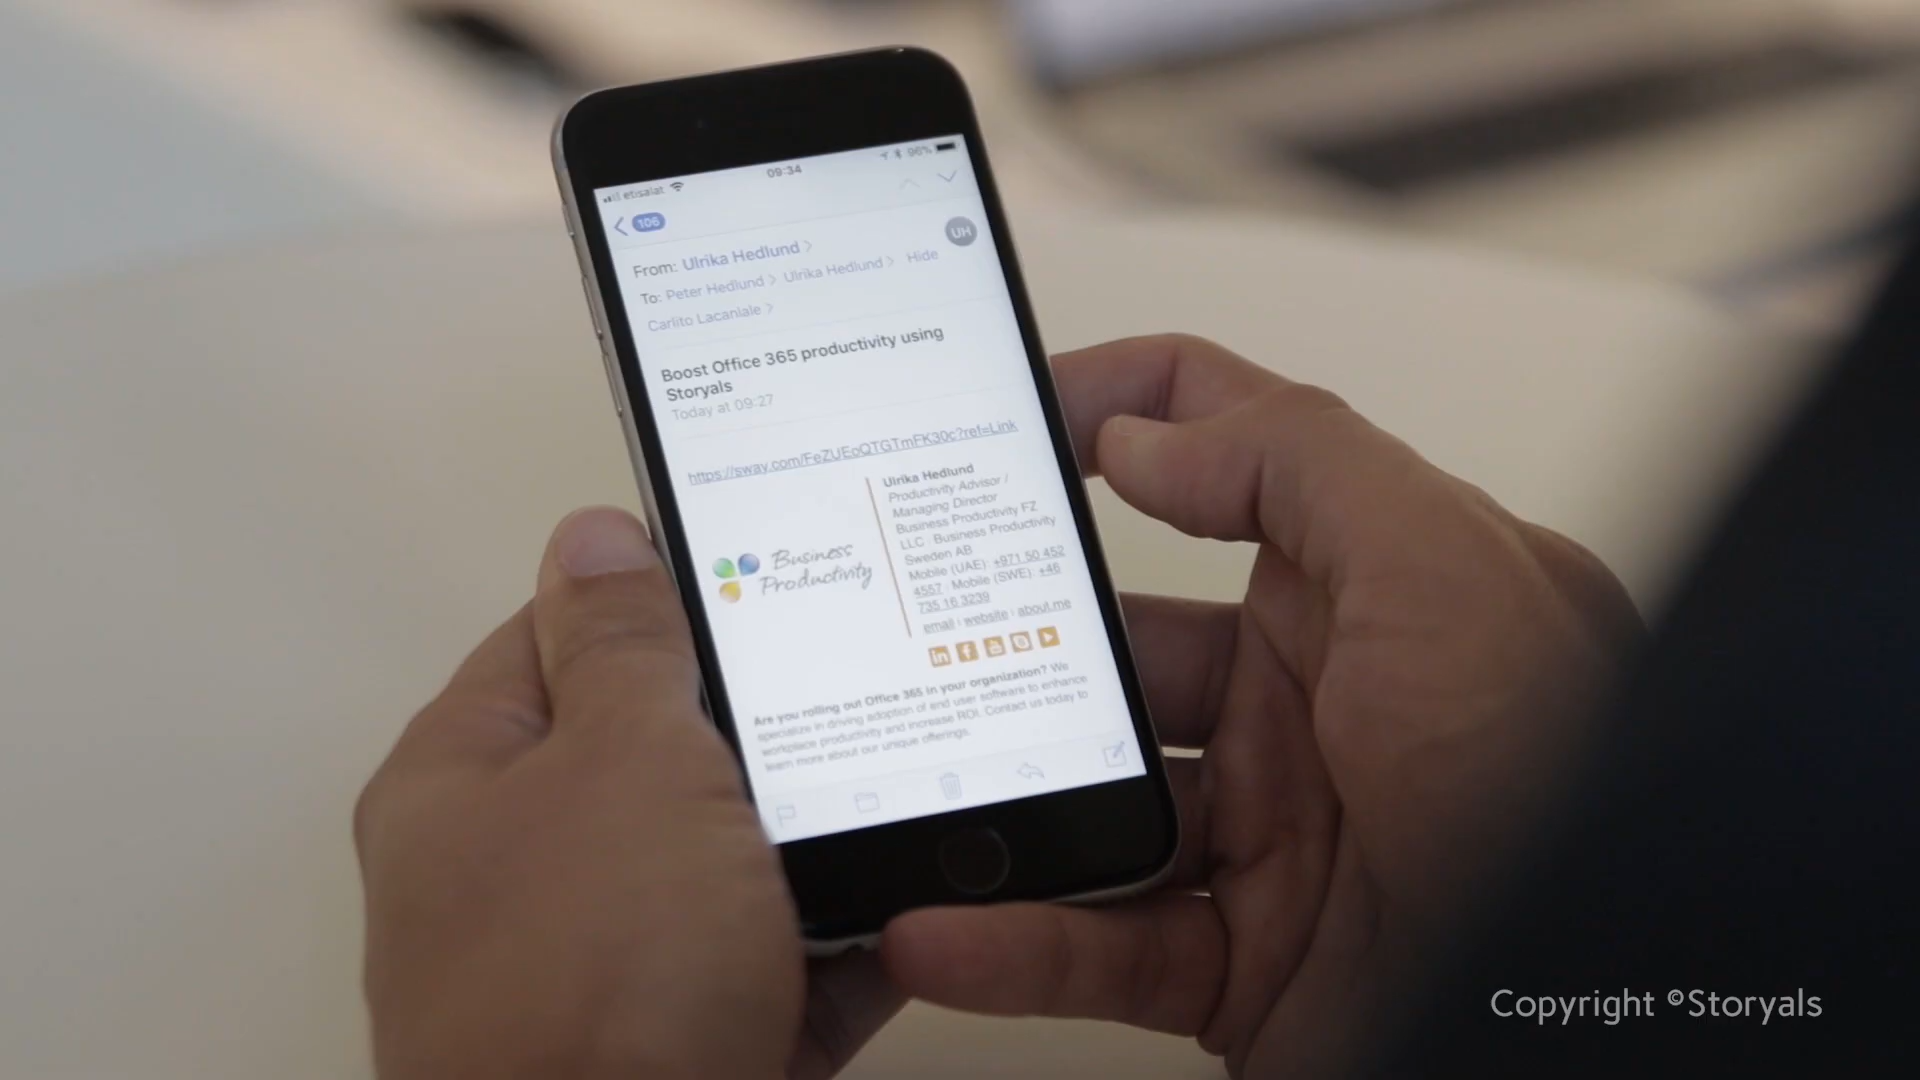 etisalat 09:34 96%
106
From: Ulrika Hedlund UH
To: Peter Hedlund Ulrika Hedlund Hide
Carlito Lacanlale
Boost Office 365 productivity using
Storyals
Today at 09:27
https://sway.com/FeZUEoQTGTmFK30c?ref=Link
Business
Productivity
Ulrika Hedlund
Productivity Advisor /
Managing Director
Business Productivity FZ
LLC · Business Productivity
Sweden AB
Mobile (UAE): +971 50 452
4557 · Mobile (SWE): +46
735 16 3239
email | website | about.me
Are you rolling out Office 365 in your organization? We
specialize in driving adoption of end user software to enhance
workplace productivity and increase ROI. Contact us today to
learn more about our unique offerings.
Copyright ©Storyals